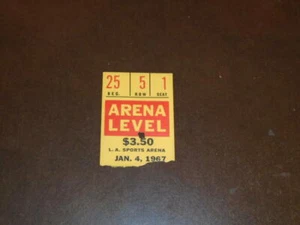 25 5 1
SEC. ROW SEAT
ARENA
LEVEL
$3.50
L. A. SPORTS ARENA
JAN. 4, 1967